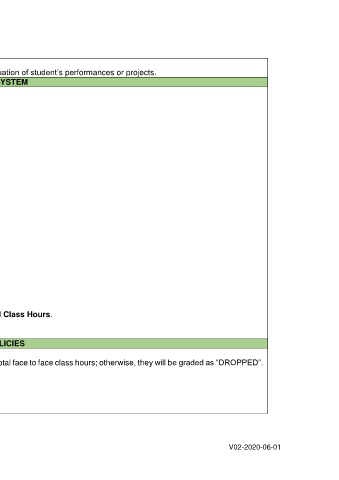 uation of student's performances or projects.
YSTEM
l Class Hours.
LICIES
otal face to face class hours; otherwise, they will be graded as "DROPPED".
V02-2020-06-01